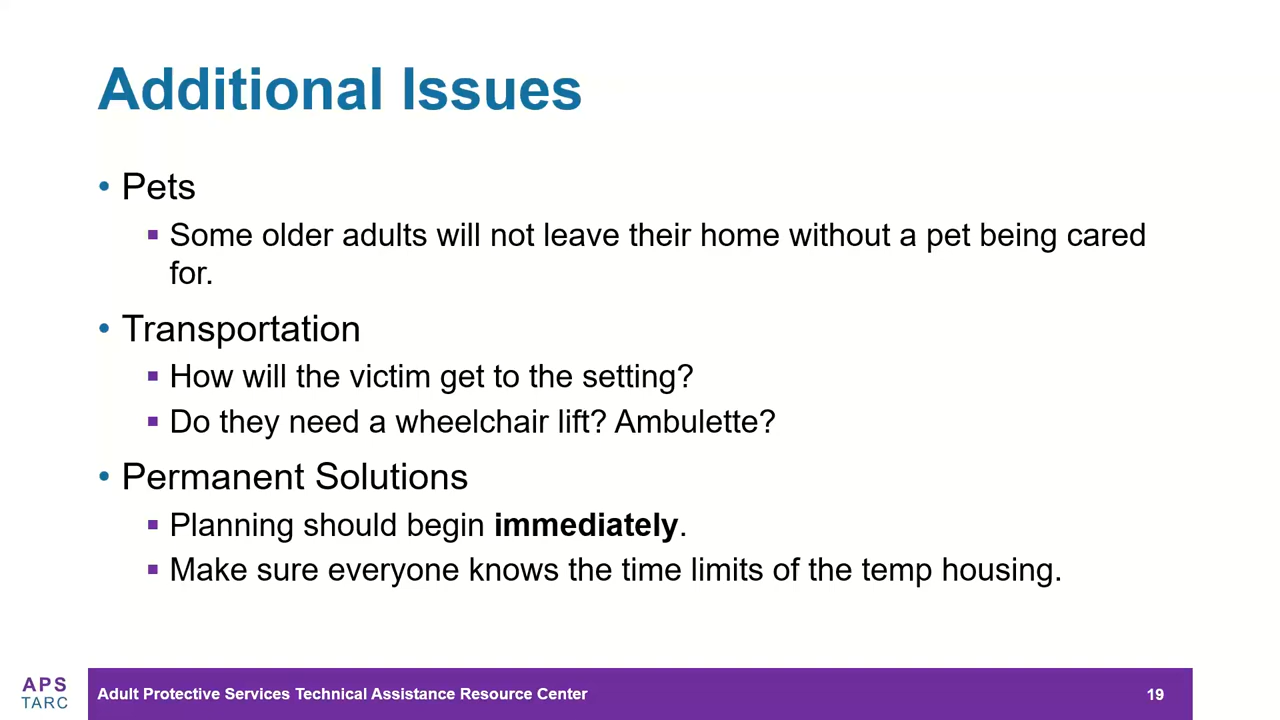 Additional Issues
• Pets
▪ Some older adults will not leave their home without a pet being cared
for.
• Transportation
▪ How will the victim get to the setting?
▪ Do they need a wheelchair lift? Ambulette?
• Permanent Solutions
▪ Planning should begin immediately.
▪ Make sure everyone knows the time limits of the temp housing.
APS
TARC
Adult Protective Services Technical Assistance Resource Center
19